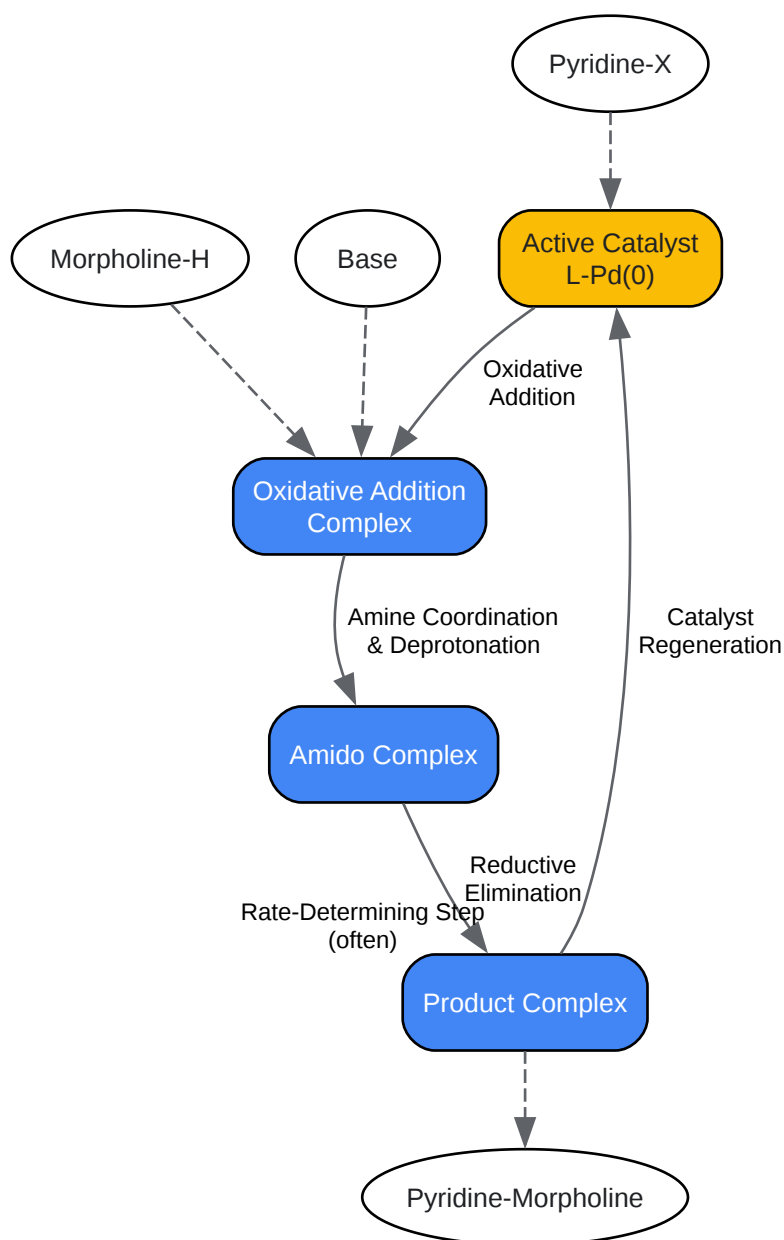 Pyridine-X
Morpholine-H
Base
Active Catalyst
L-Pd(0)
Oxidative
Addition
Oxidative Addition
Complex
Amine Coordination
& Deprotonation
Catalyst
Regeneration
Amido Complex
Reductive
Elimination
Rate-Determining Step
(often)
Product Complex
Pyridine-Morpholine